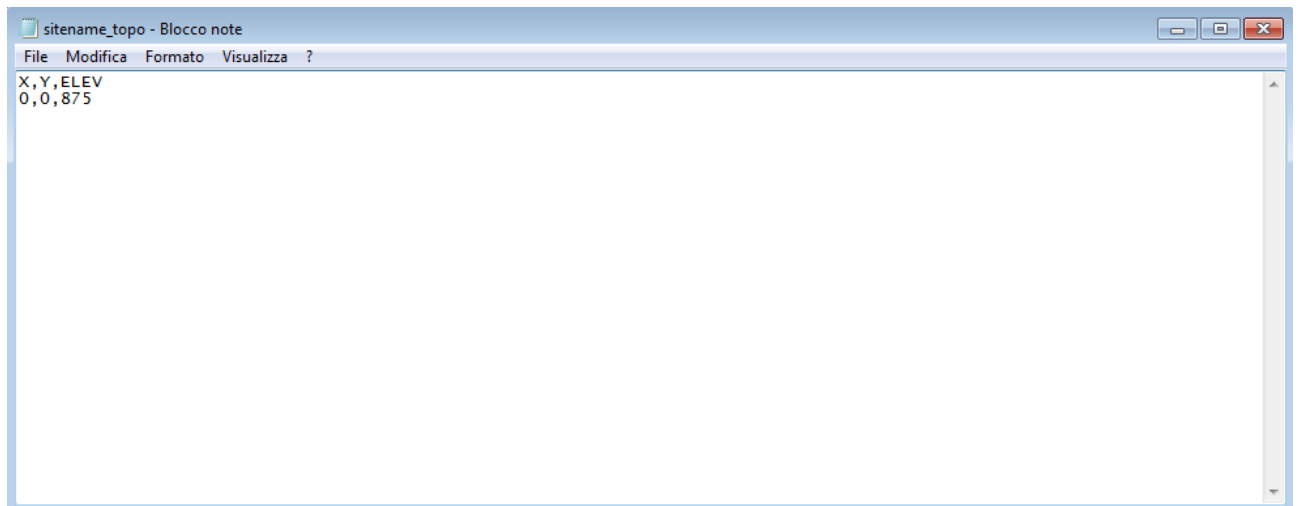 sitename_topo - Blocco note
File Modifica Formato Visualizza ?
X,Y,ELEV
0,0,875